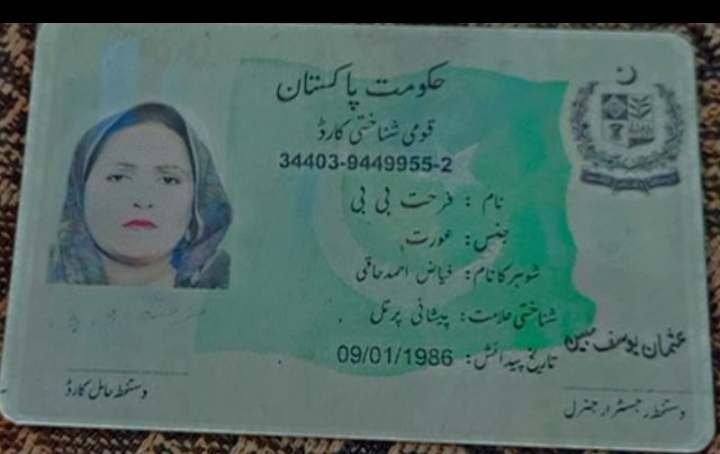 حکومت پاکستان
قومی شناختی کارڈ
34403-9449955-2
نام : فرحت بی بی
جنس: عورت
شوہر کا نام: فیاض احمد حاقی
شناختی علامت: پیشانی پر تل
تاریخ پیدائش: 09/01/1986
عثمان یوسف مبین
دستخط حامل کارڈ
دستخط رجسٹرار جنرل